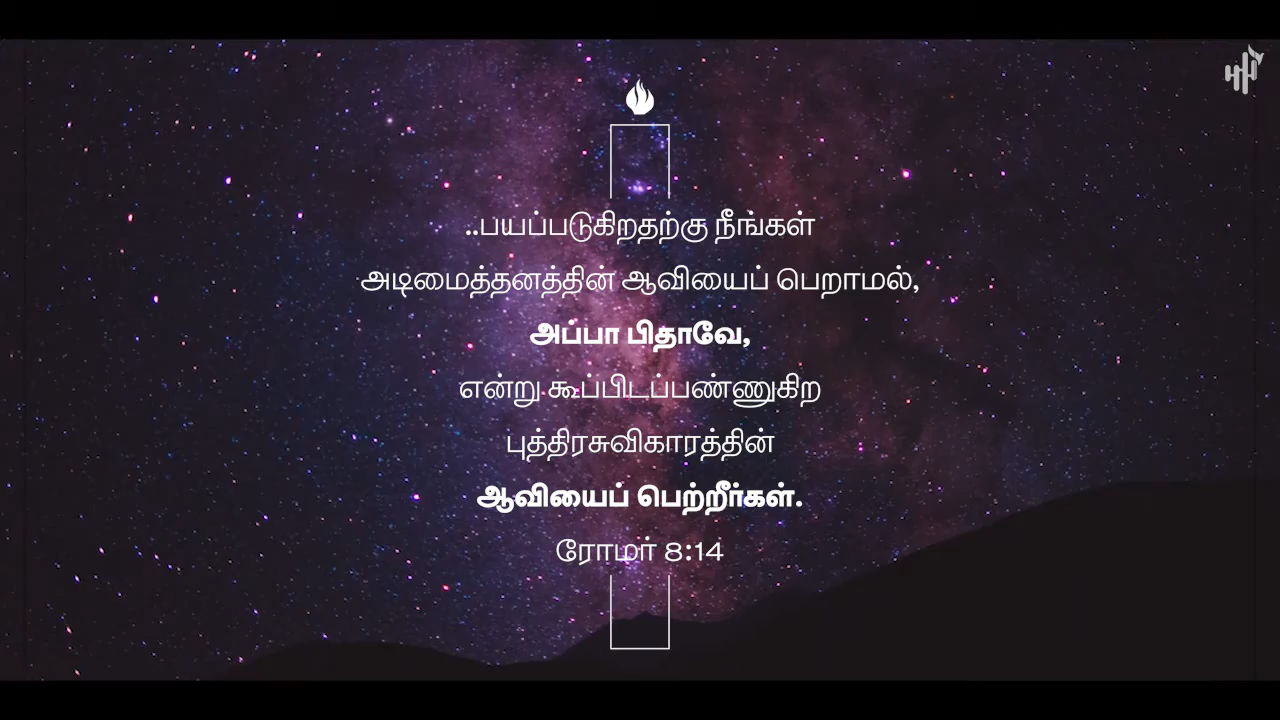 ..பயப்படுகிறதற்கு நீங்கள்
அடிமைத்தனத்தின் ஆவியைப் பெறாமல்,
அப்பா பிதாவே,
என்று கூப்பிடப்பண்ணுகிற
புத்திரசுவிகாரத்தின்
ஆவியைப் பெற்றீர்கள்.
ரோமர் 8:14